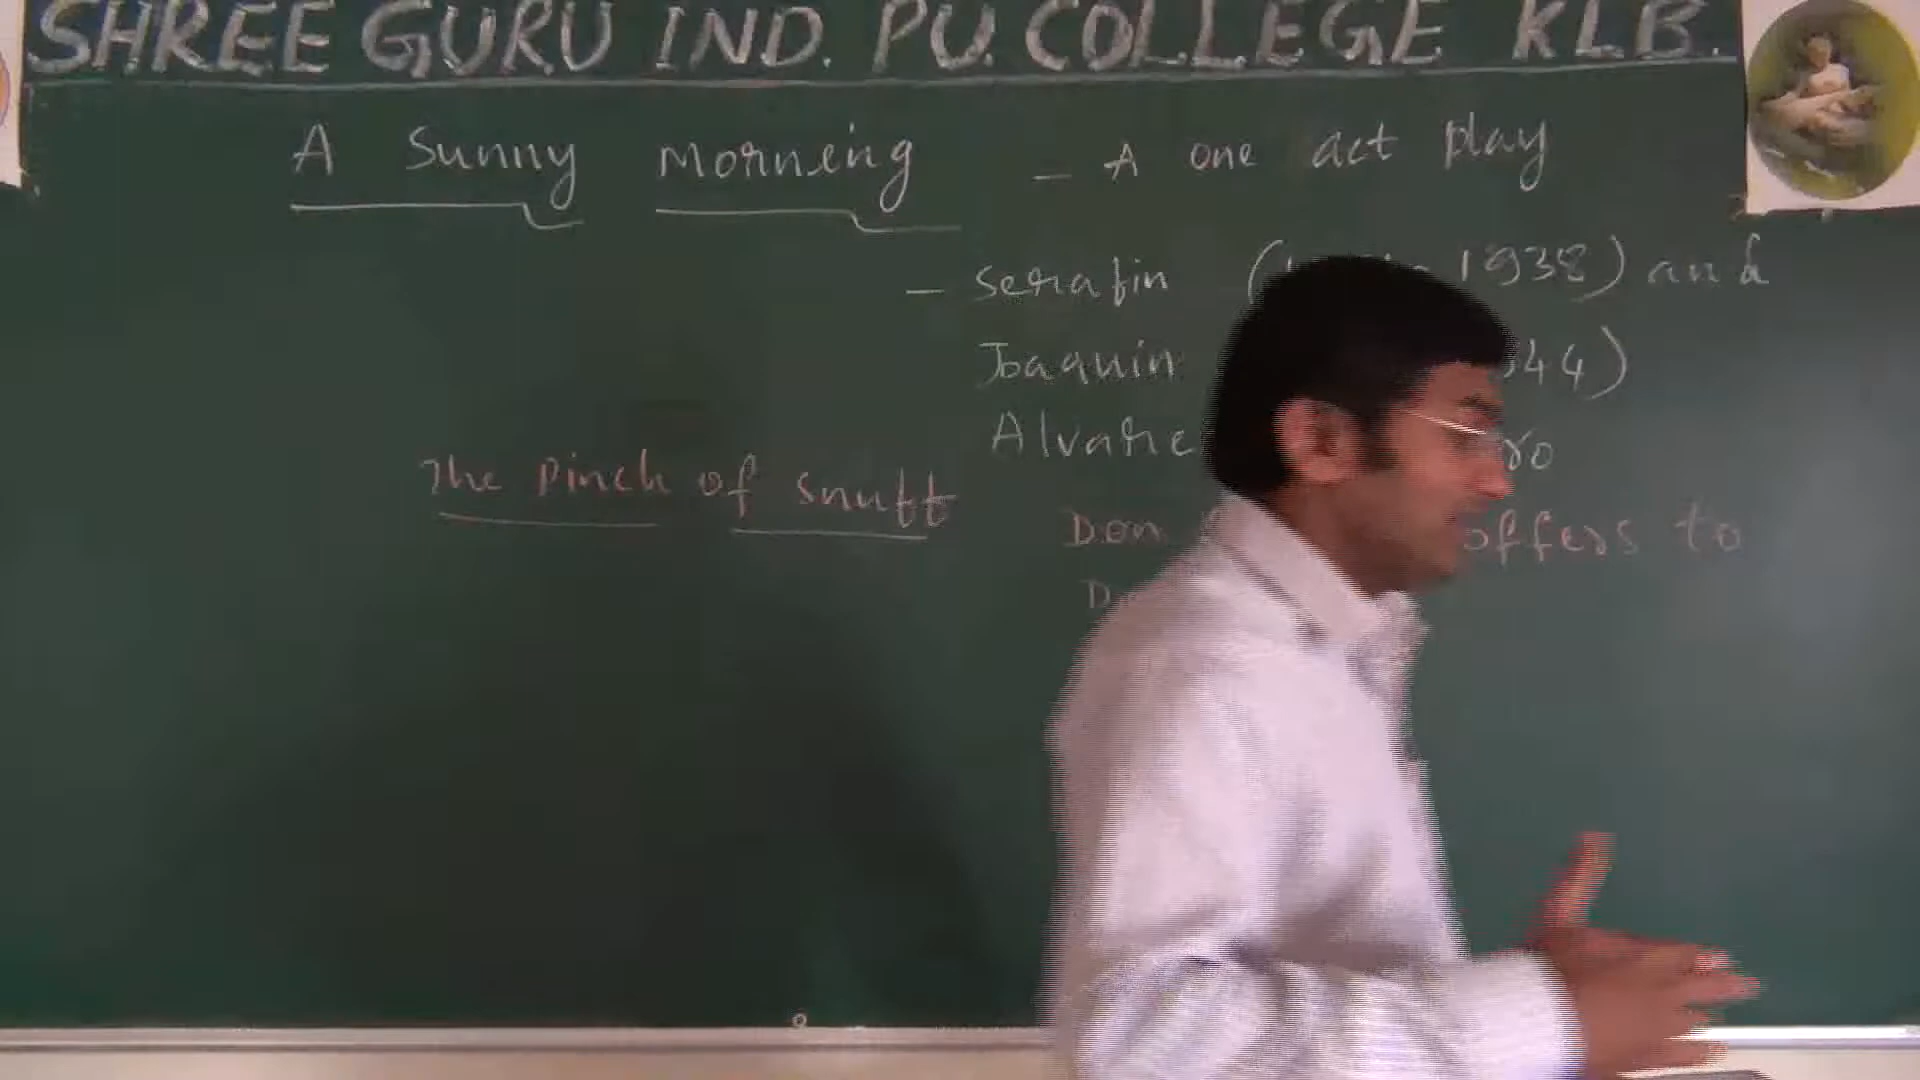 SHREE GURU IND. PU. COLLEGE KLB.
A Sunny Morning - A one act play
- Serafin ( 1938) and
Joaquin 44)
The Pinch of Snuff
Don offers to